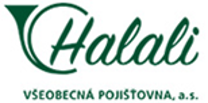 Halali
VŠEOBECNÁ POJIŠŤOVNA, a.s.